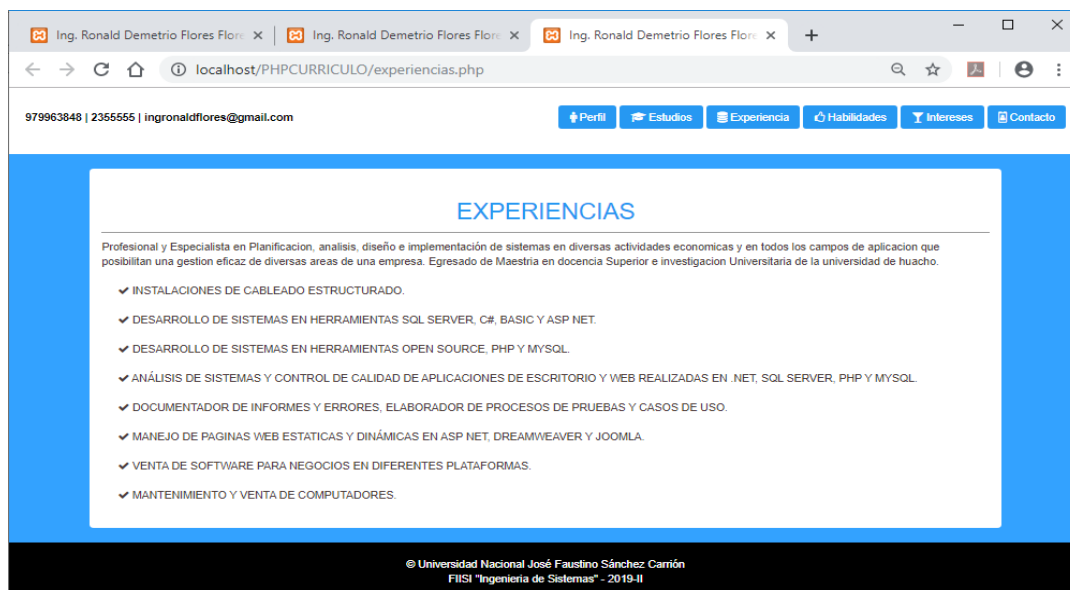 Ing. Ronald Demetrio Flores Flore
Ing. Ronald Demetrio Flores Flore
Ing. Ronald Demetrio Flores Flore
localhost/PHPCURRICULO/experiencias.php
979963848 | 2355555 | ingronaldflores@gmail.com
Perfil
Estudios
Experiencia
Habilidades
Intereses
Contacto
EXPERIENCIAS
Profesional y Especialista en Planificacion, analisis, diseño e implementación de sistemas en diversas actividades economicas y en todos los campos de aplicacion que
posibilitan una gestion eficaz de diversas areas de una empresa. Egresado de Maestria en docencia Superior e investigacion Universitaria de la universidad de huacho.
INSTALACIONES DE CABLEADO ESTRUCTURADO.
DESARROLLO DE SISTEMAS EN HERRAMIENTAS SQL SERVER, C#, BASIC Y ASP NET.
DESARROLLO DE SISTEMAS EN HERRAMIENTAS OPEN SOURCE, PHP Y MYSQL.
ANÁLISIS DE SISTEMAS Y CONTROL DE CALIDAD DE APLICACIONES DE ESCRITORIO Y WEB REALIZADAS EN .NET, SQL SERVER, PHP Y MYSQL.
DOCUMENTADOR DE INFORMES Y ERRORES, ELABORADOR DE PROCESOS DE PRUEBAS Y CASOS DE USO.
MANEJO DE PAGINAS WEB ESTATICAS Y DINÁMICAS EN ASP NET, DREAMWEAVER Y JOOMLA.
VENTA DE SOFTWARE PARA NEGOCIOS EN DIFERENTES PLATAFORMAS.
MANTENIMIENTO Y VENTA DE COMPUTADORES.
© Universidad Nacional José Faustino Sánchez Carrión
FIISI "Ingenieria de Sistemas" - 2019-II